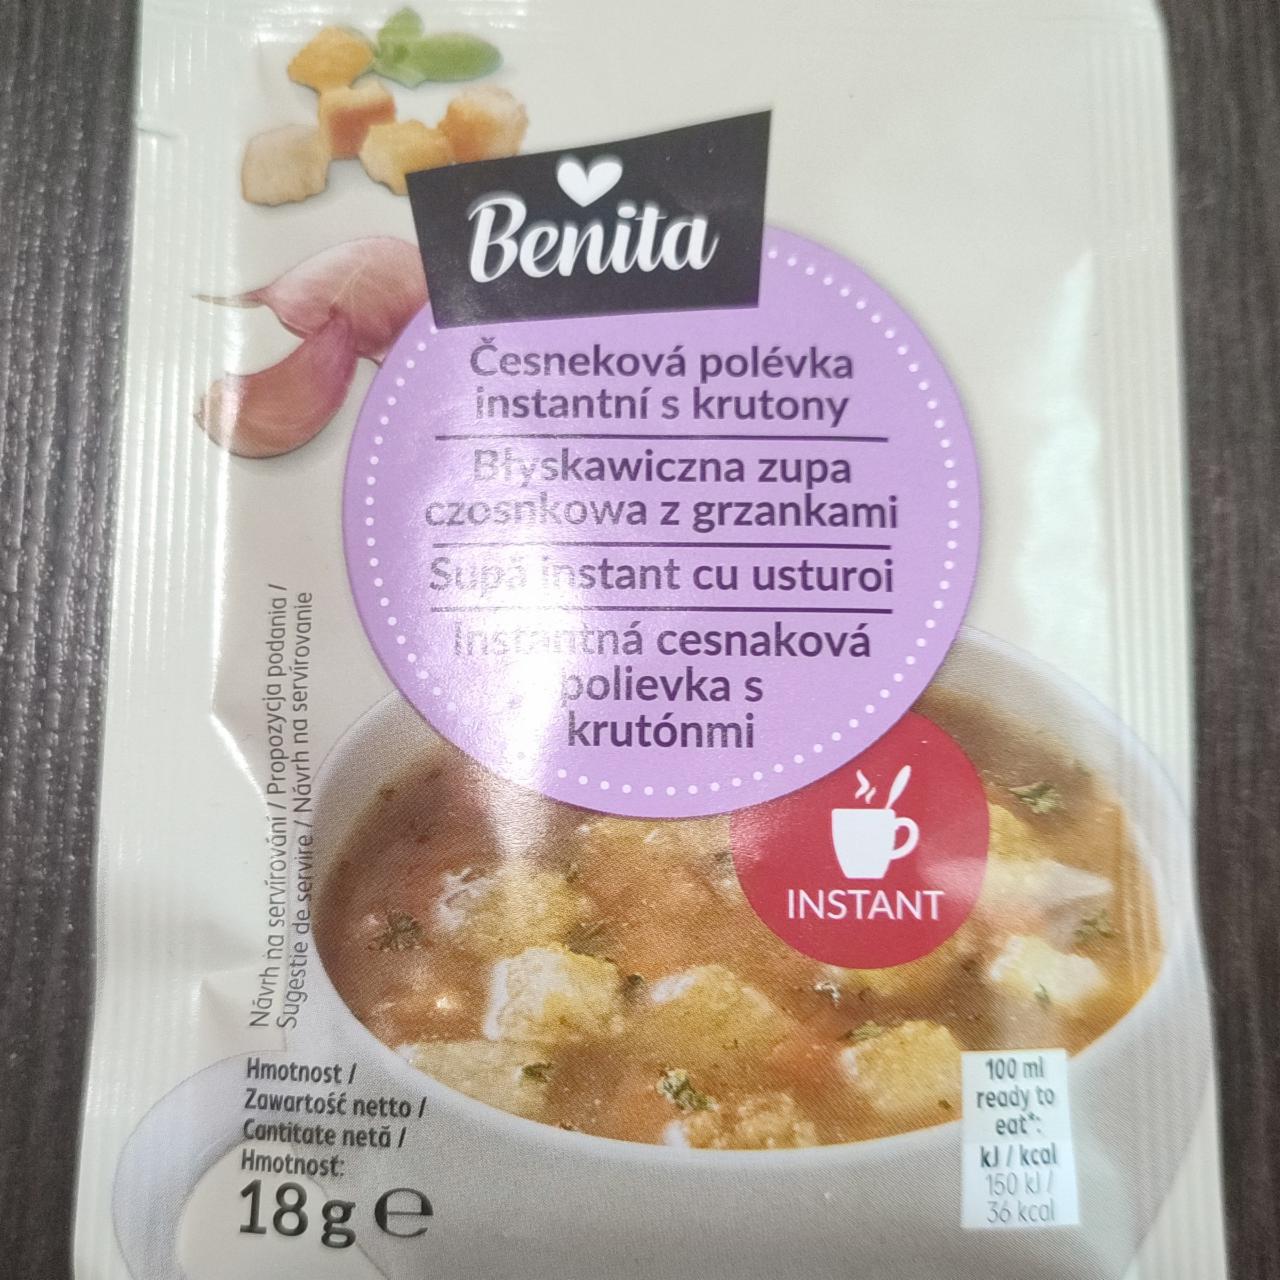 Benita
Česneková polévka
instantní s krutony
Błyskawiczna zupa
czosnkowa z grzankami
Supă instant cu usturoi
Instantná cesnaková
polievka s
krutónmi
INSTANT
Návrh na servírování / Propozycja podania /
Sugestie de servire / Návrh na servírovanie
Hmotnost /
Zawartość netto /
Cantitate netă /
Hmotnosť:
18 g ℮
100 ml
ready to
eat*:
kJ / kcal
150 kJ /
36 kcal